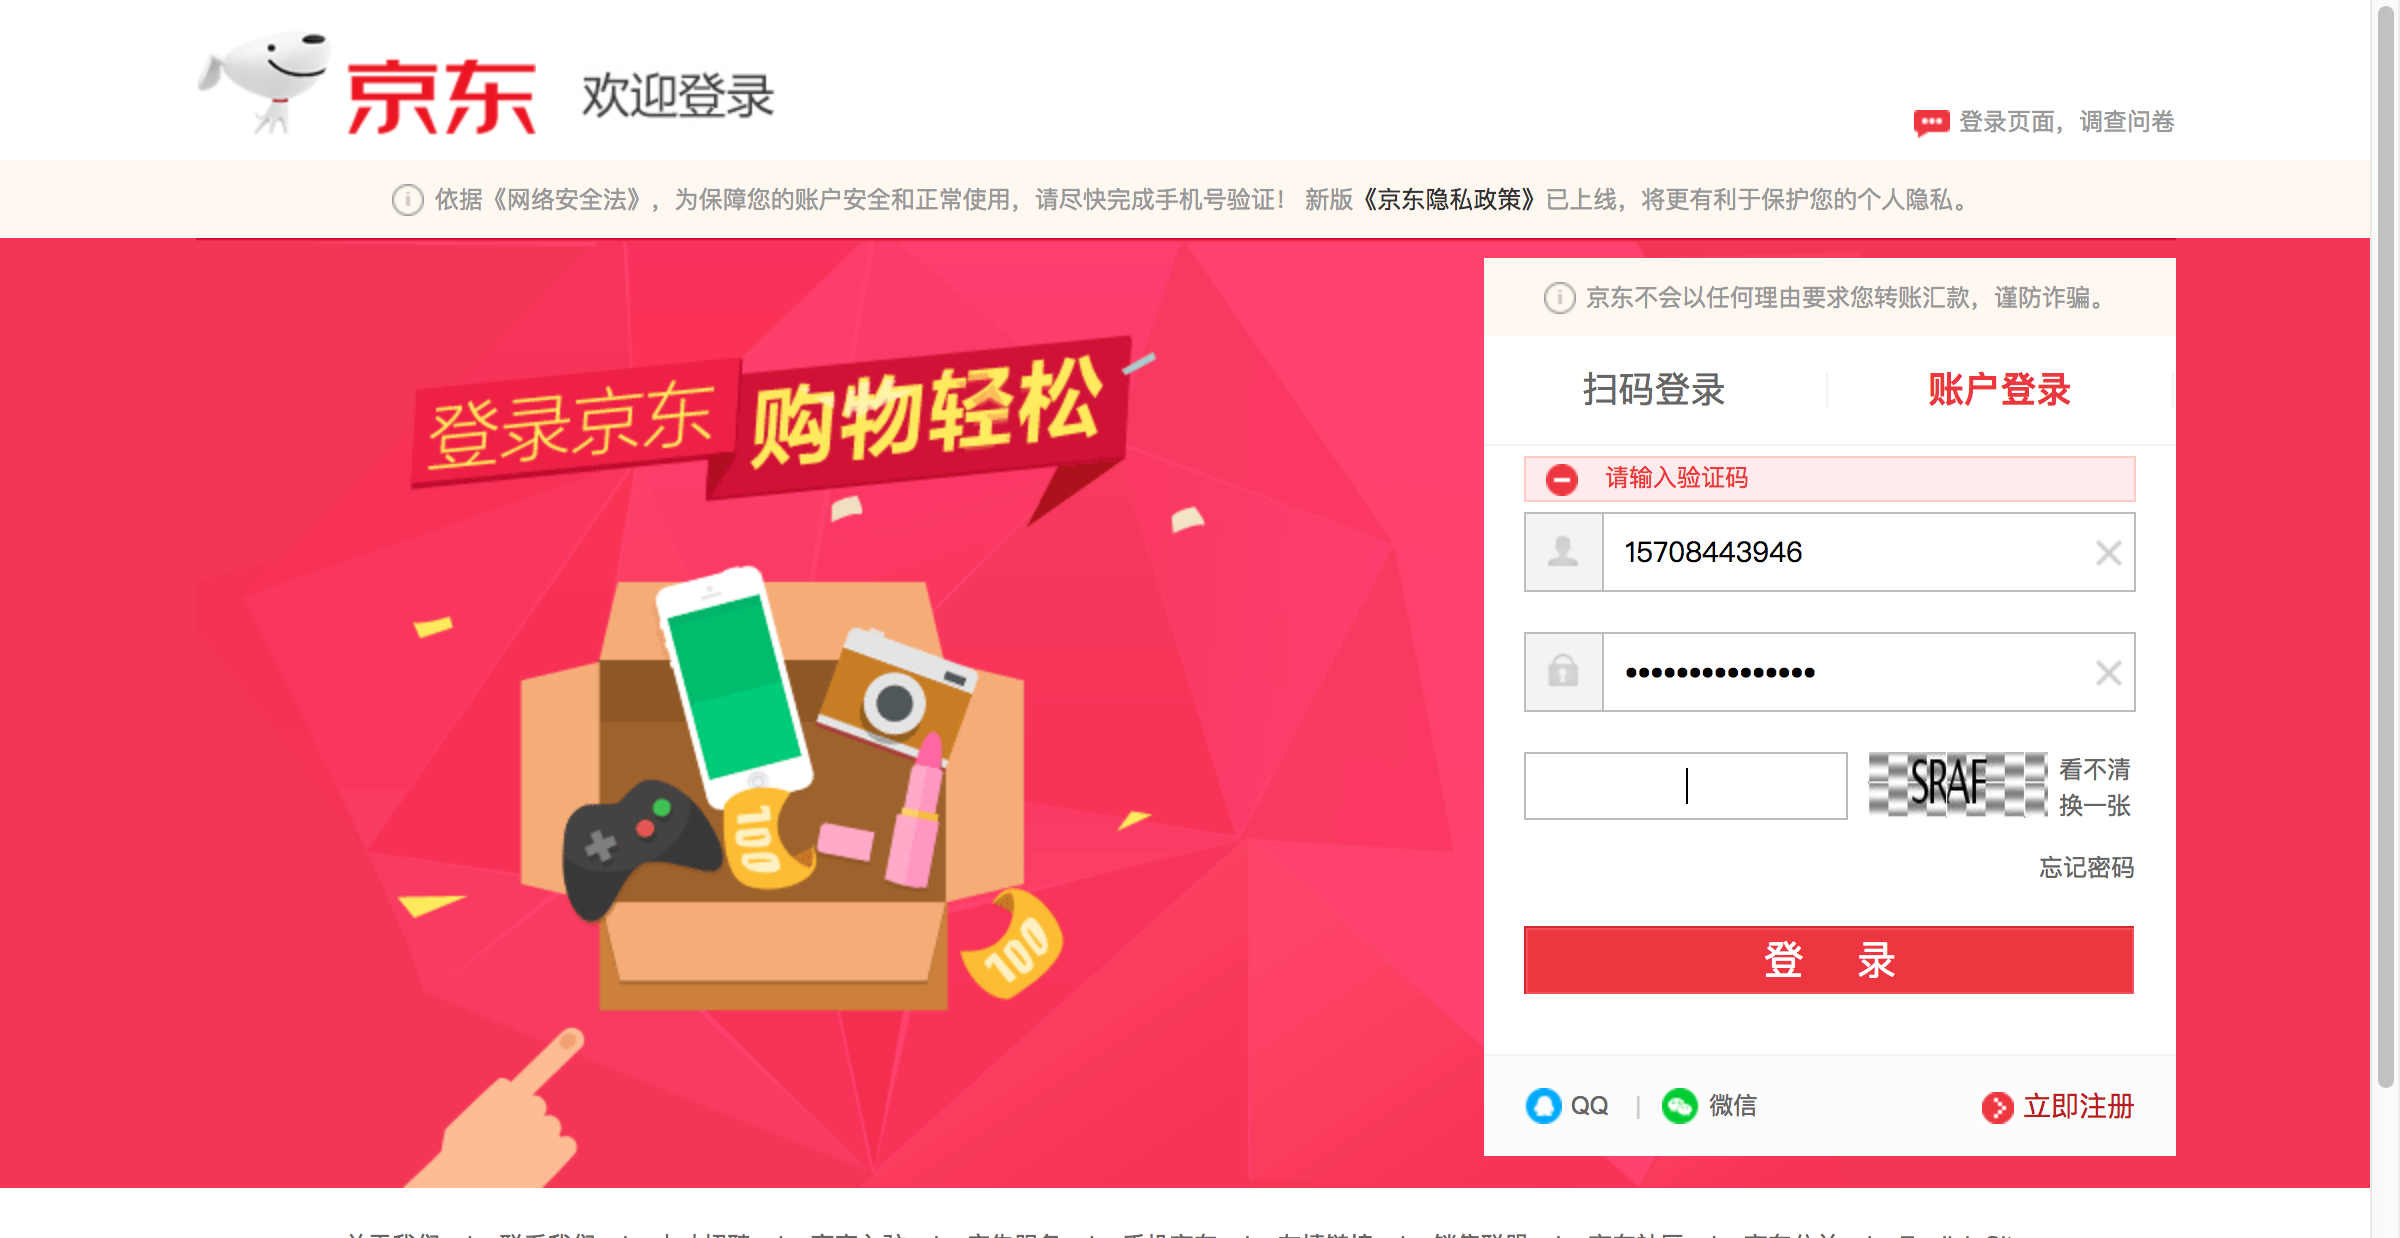 京东 欢迎登录
登录页面，调查问卷
依据《网络安全法》，为保障您的账户安全和正常使用，请尽快完成手机号验证！ 新版《京东隐私政策》已上线，将更有利于保护您的个人隐私。
京东不会以任何理由要求您转账汇款，谨防诈骗。
登录京东 购物轻松
扫码登录 账户登录
请输入验证码
15708443946
SRAF
看不清
换一张
忘记密码
登 录
100
100
QQ | 微信 立即注册